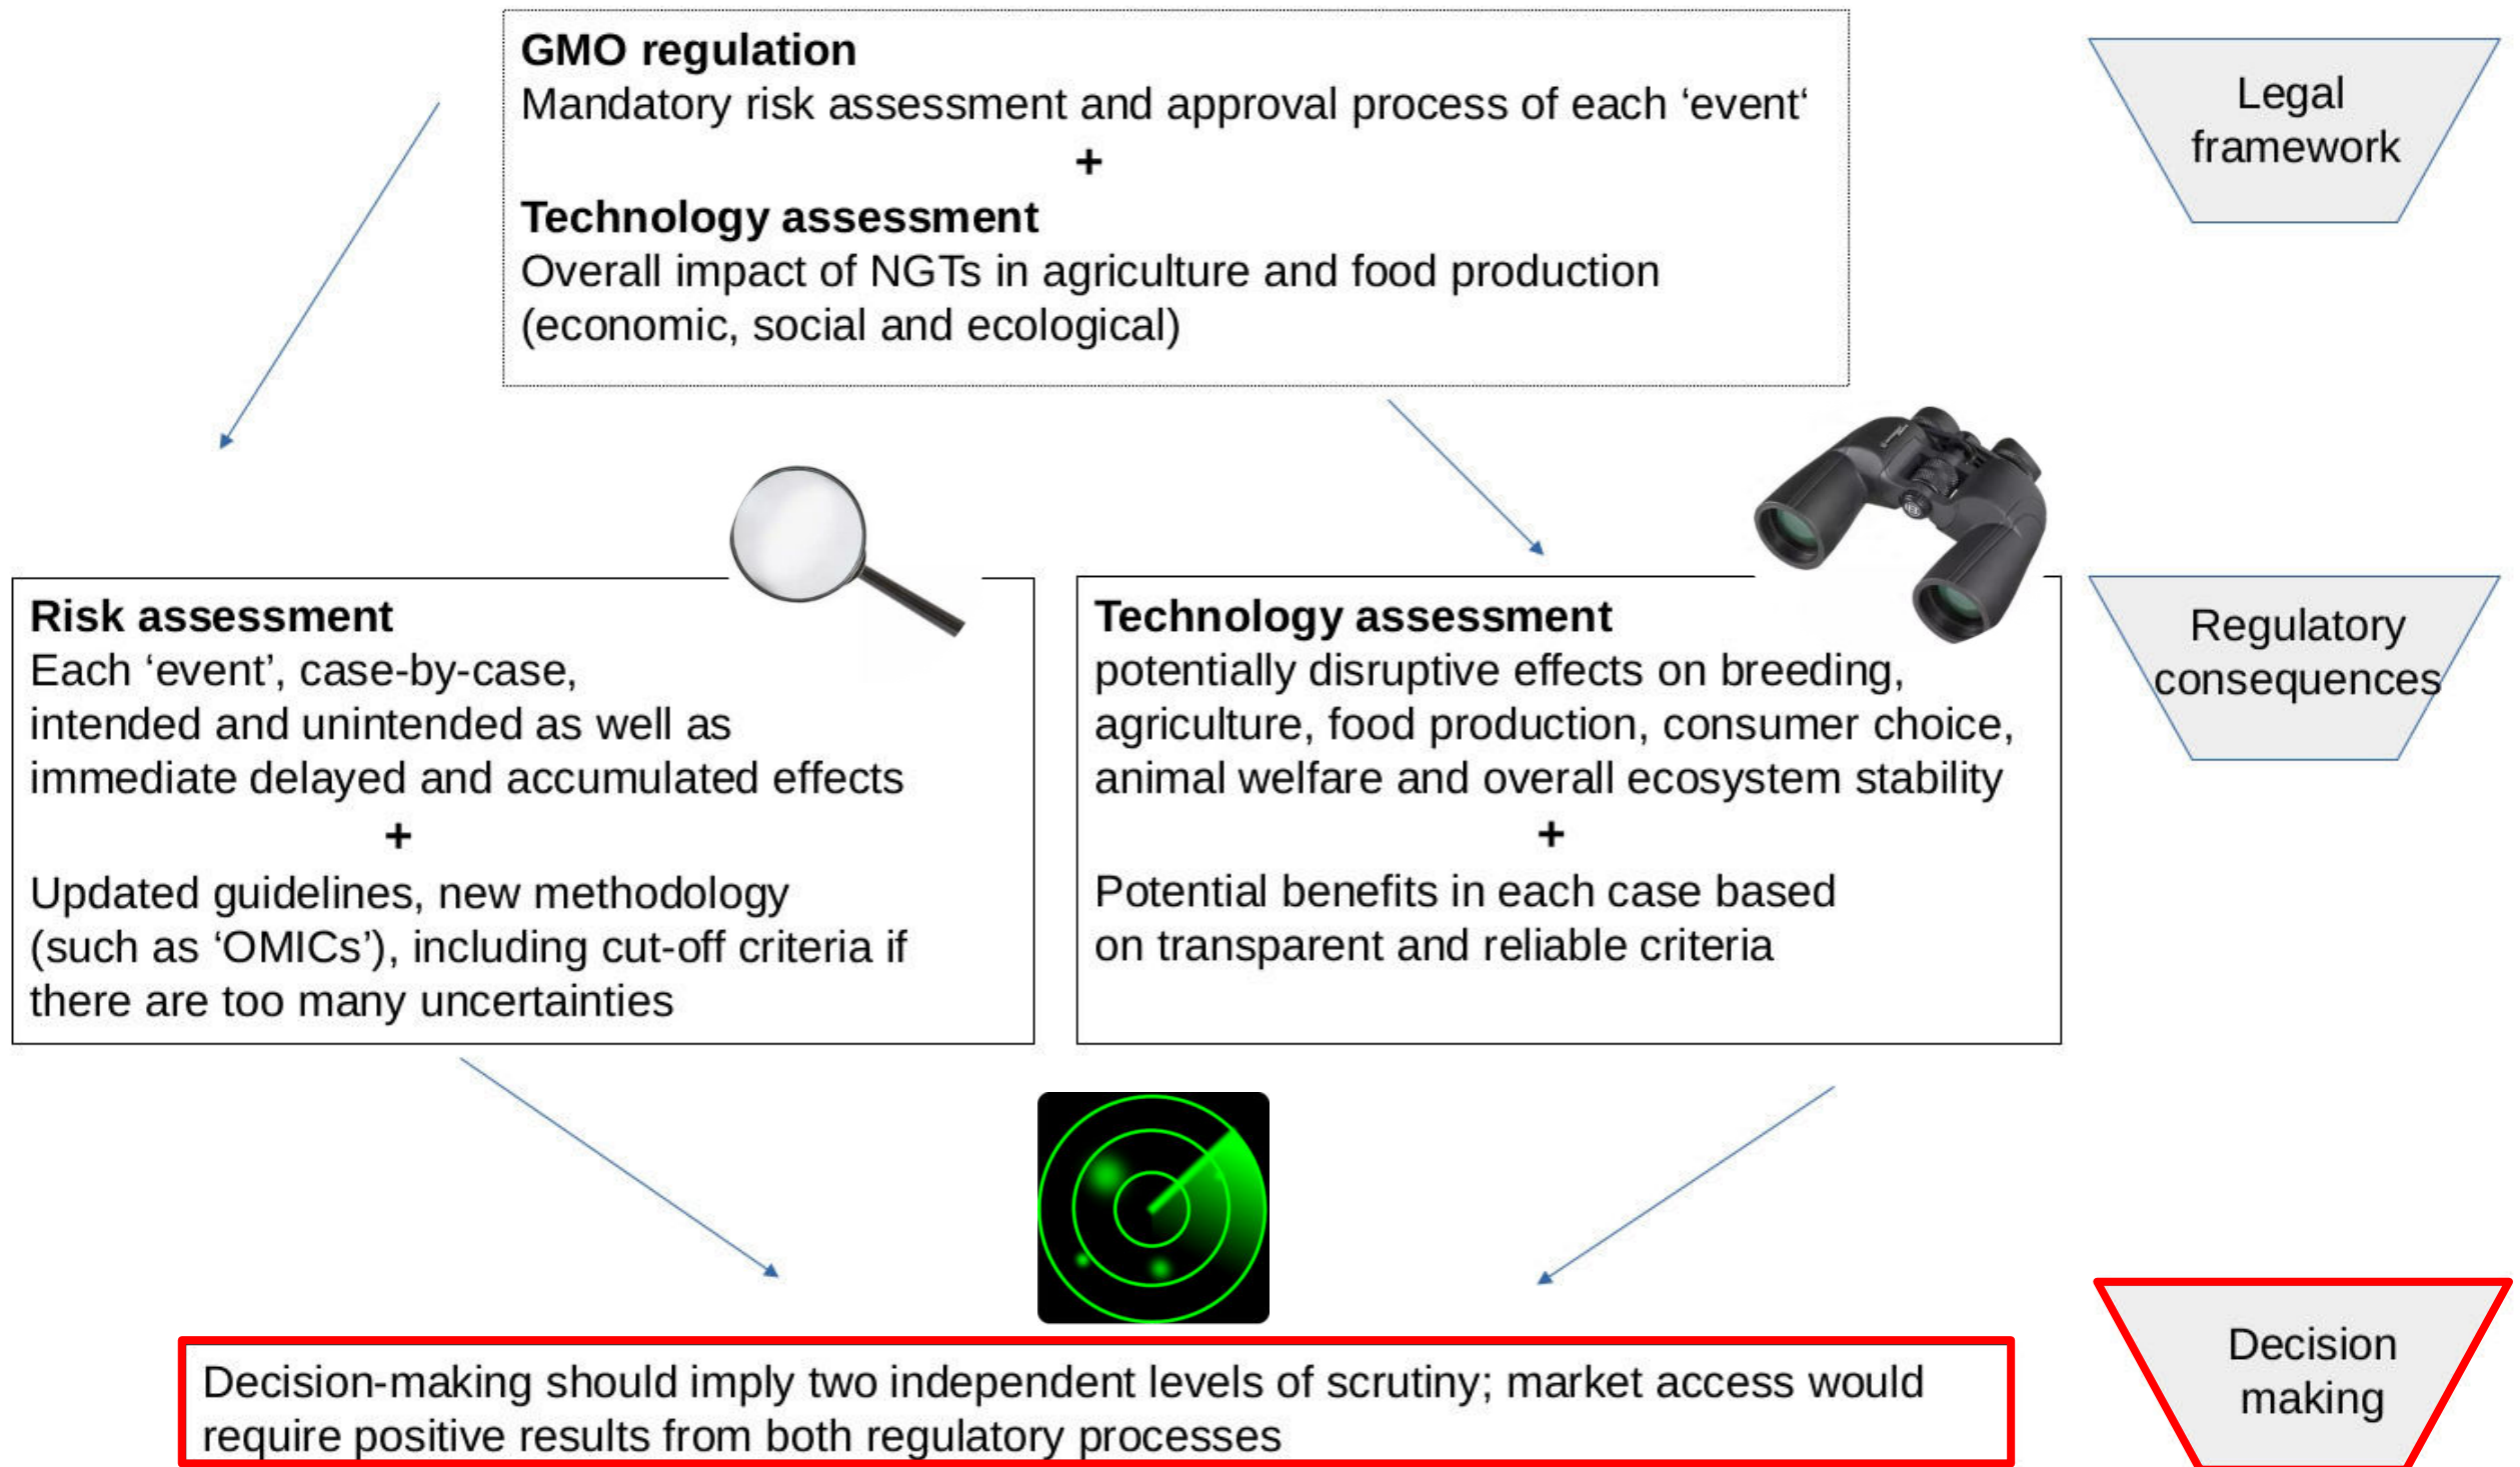 GMO regulation
Mandatory risk assessment and approval process of each ‘event‘
+
Technology assessment
Overall impact of NGTs in agriculture and food production
(economic, social and ecological)
Legal
framework
Risk assessment
Each ‘event’, case-by-case,
intended and unintended as well as
immediate delayed and accumulated effects
+
Updated guidelines, new methodology
(such as ‘OMICs’), including cut-off criteria if
there are too many uncertainties
Technology assessment
potentially disruptive effects on breeding,
agriculture, food production, consumer choice,
animal welfare and overall ecosystem stability
+
Potential benefits in each case based
on transparent and reliable criteria
Regulatory
consequences
Decision-making should imply two independent levels of scrutiny; market access would
require positive results from both regulatory processes
Decision
making